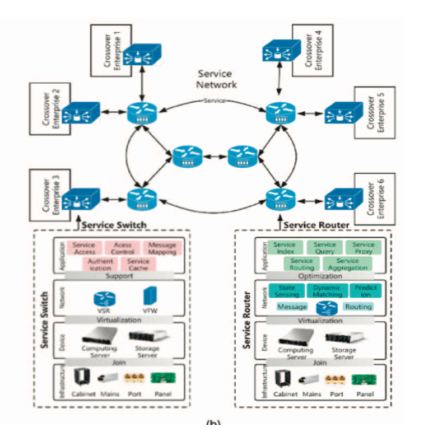 Crossover
Enterprise 1
Crossover
Enterprise 4
Service
Network
Service
Crossover
Enterprise 2
Crossover
Enterprise 5
Crossover
Enterprise 3
Crossover
Enterprise 6
Service Switch
Service Router
Service Switch
Application
Service
Access
Acess
Control
Message
Mapping
Authent
ication
Service
Cache
Support
Network
VSR
VFW
Virtualization
Device
Computing
Server
Storage
Server
Join
Infrastructure
Cabinet
Mains
Port
Panel
Service Router
Application
Service
Index
Service
Query
Service
Proxy
Service
Routing
Service
Aggregation
Optimization
Network
State
Sensing
Dynamic
Matching
Predict
ion
Message
Routing
Virtualization
Device
Computing
Server
Storage
Server
Join
Infrastructure
Cabinet
Mains
Port
Panel
(b)